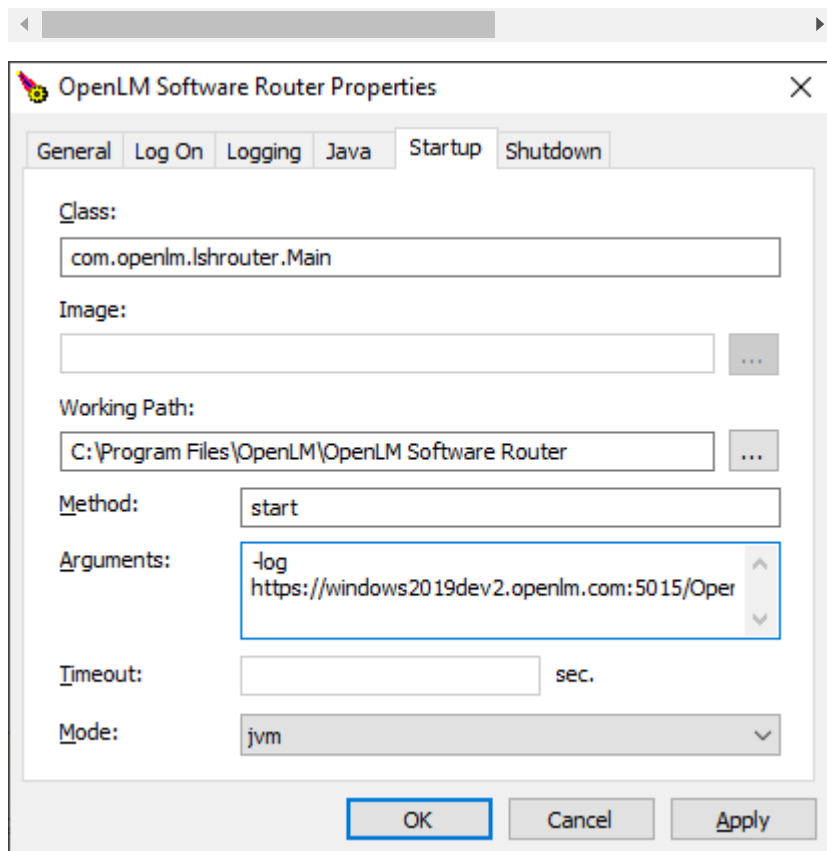 OpenLM Software Router Properties
General Log On Logging Java Startup Shutdown
Class:
com.openlm.lshrouter.Main
Image:
...
Working Path:
C:\Program Files\OpenLM\OpenLM Software Router
...
Method:
start
Arguments:
-log
https://windows2019dev2.openlm.com:5015/Oper
Timeout:
sec.
Mode:
jvm
OK Cancel Apply